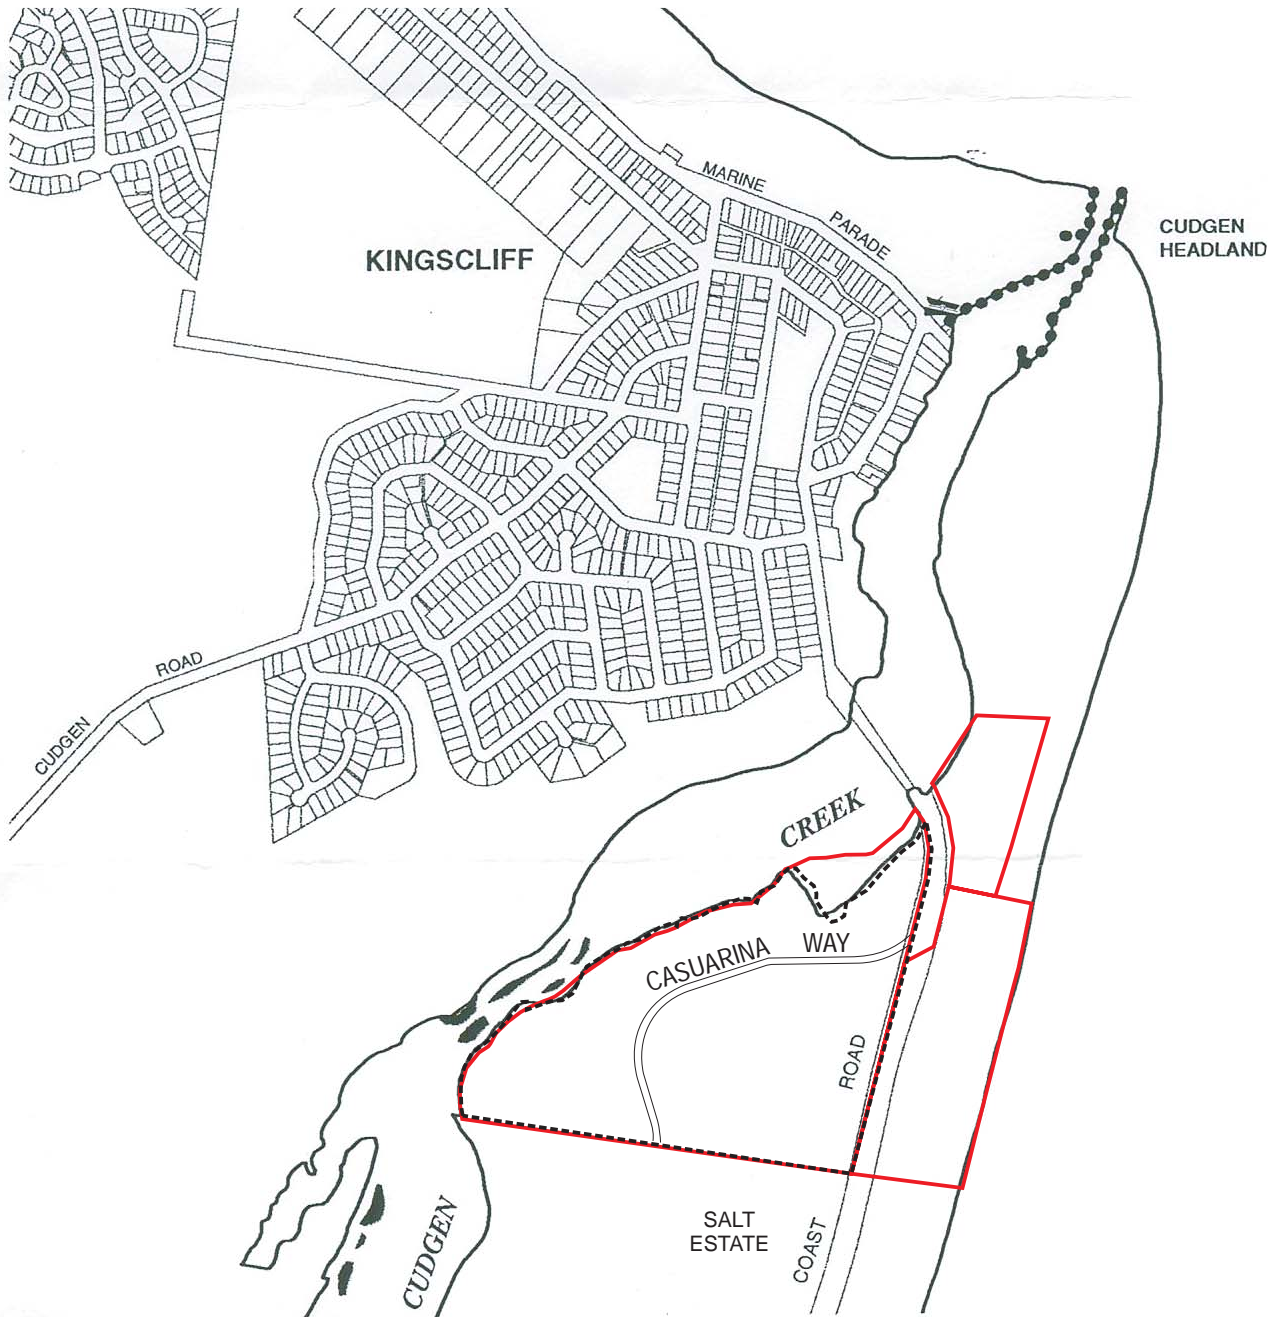 MARINE
PARADE
CUDGEN
HEADLAND
KINGSCLIFF
ROAD
CUDGEN
CREEK
CASUARINA WAY
ROAD
SALT
ESTATE
COAST
CUDGEN